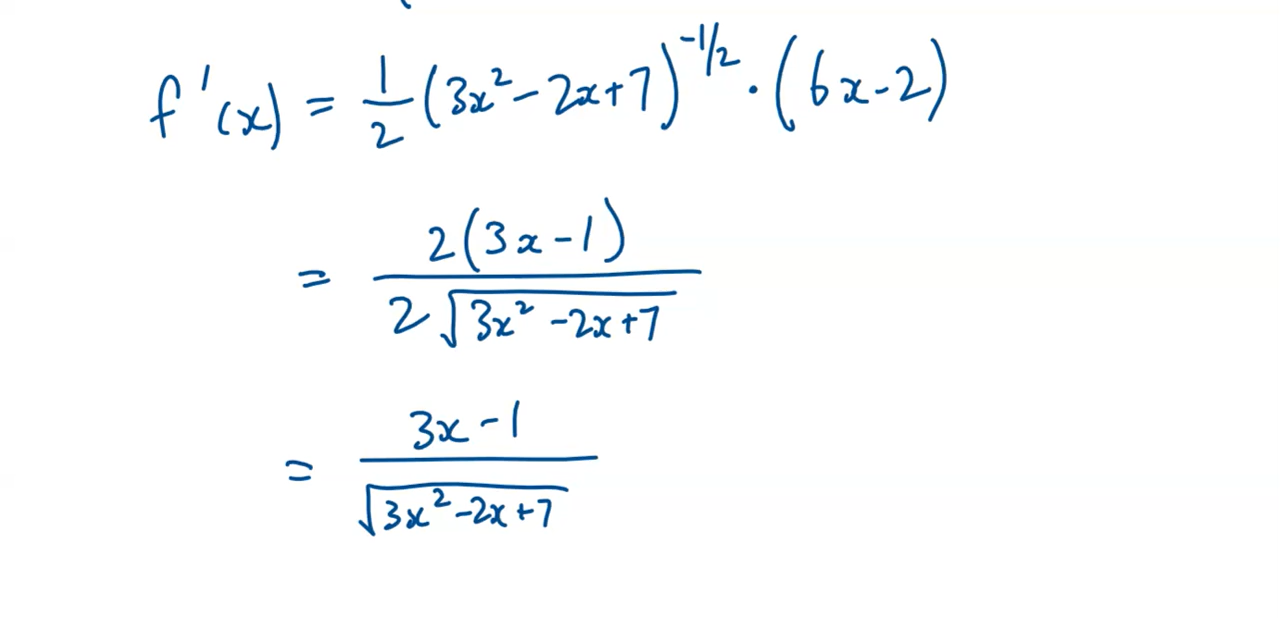 f'(x) = 1/2 (3x² - 2x + 7)^(-1/2) · (6x - 2)
= 2(3x - 1) / 2√(3x² - 2x + 7)
= 3x - 1 / √(3x² - 2x + 7)